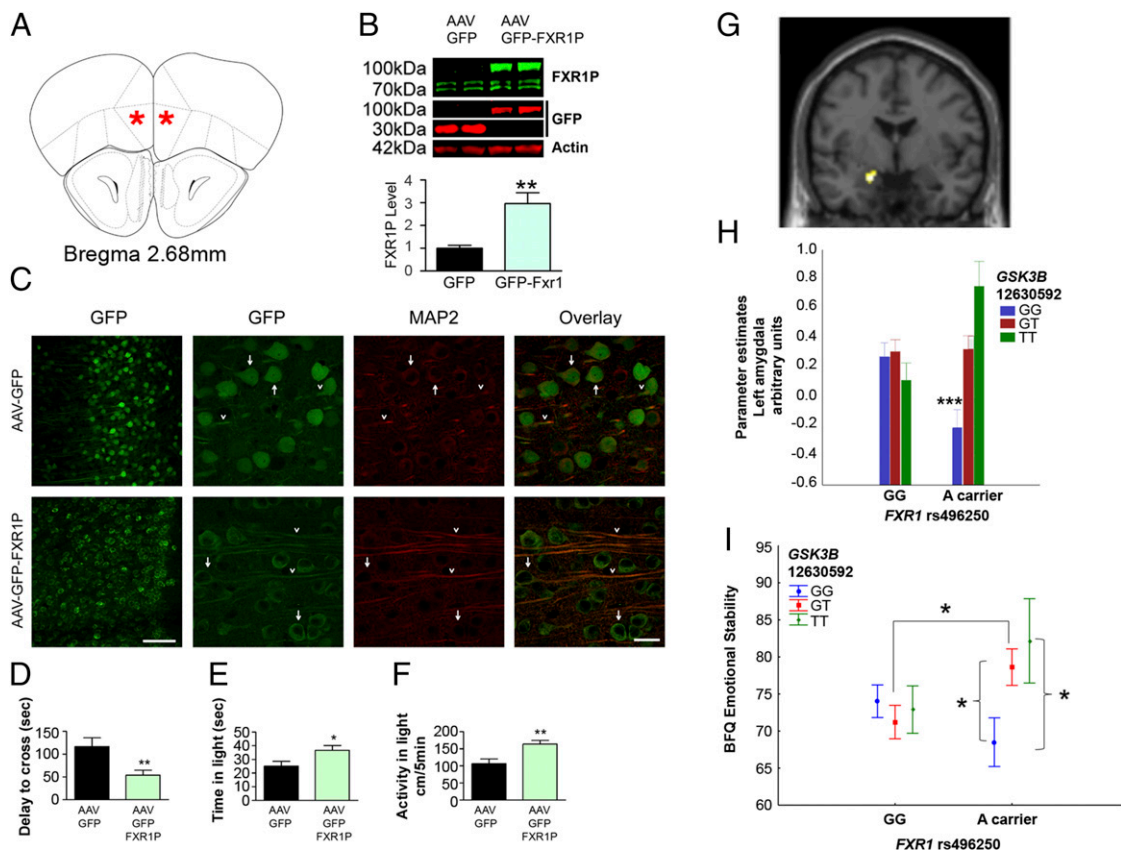 A
Bregma 2.68mm
B
AAV GFP
AAV GFP-FXR1P
100kDa
70kDa
FXR1P
100kDa
30kDa
GFP
42kDa
Actin
FXR1P Level
4
3
2
1
0
**
GFP
GFP-Fxr1
C
GFP
GFP
MAP2
Overlay
AAV-GFP
AAV-GFP-FXR1P
D
Delay to cross (sec)
150
100
50
0
**
AAV
GFP
AAV
GFP
FXR1P
E
Time in light (sec)
50
40
30
20
10
0
*
AAV
GFP
AAV
GFP
FXR1P
F
Activity in light
cm/5min
200
150
100
50
0
**
AAV
GFP
AAV
GFP
FXR1P
G
H
Parameter estimates
Left amygdala
arbitrary units
1.0
0.8
0.6
0.4
0.2
0.0
-0.2
-0.4
-0.6
***
GSK3B
12630592
GG
GT
TT
GG
A carrier
FXR1 rs496250
I
BFQ Emotional Stability
95
90
85
80
75
70
65
60
GSK3B
12630592
GG
GT
TT
*
*
*
GG
A carrier
FXR1 rs496250